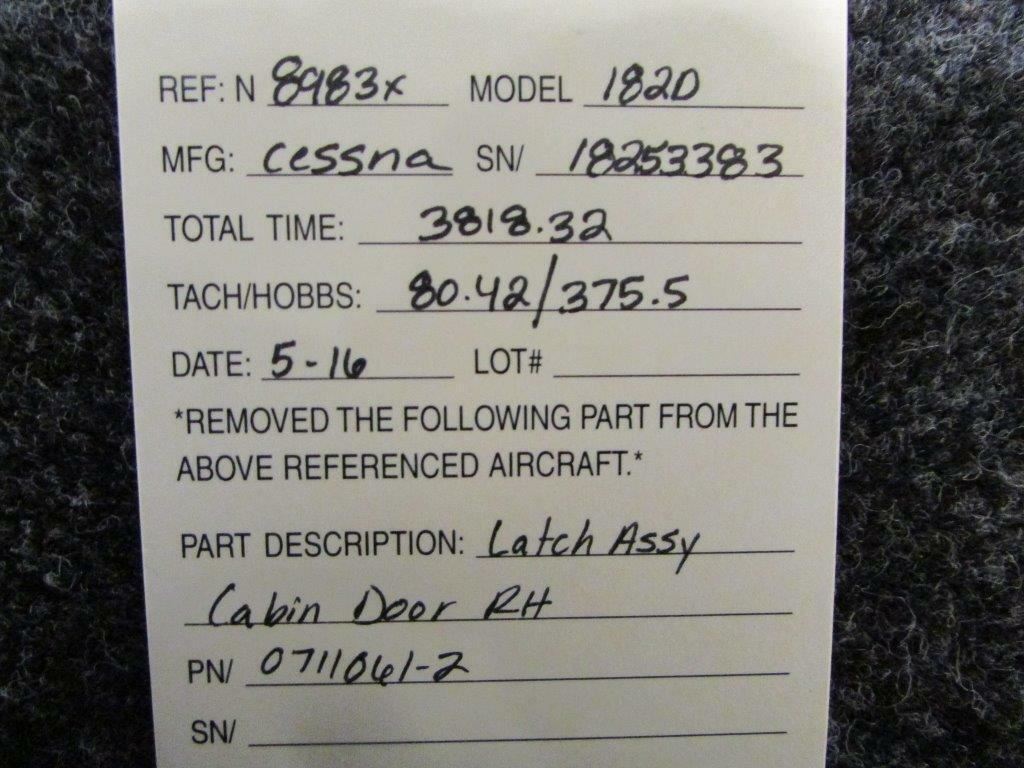 REF: N 8983x MODEL 182D
MFG: Cessna SN/ 18253383
TOTAL TIME: 3818.32
TACH/HOBBS: 80.42/375.5
DATE: 5-16 LOT#
*REMOVED THE FOLLOWING PART FROM THE
ABOVE REFERENCED AIRCRAFT.*
PART DESCRIPTION: Latch Assy
Cabin Door RH
PN/ 0711061-2
SN/